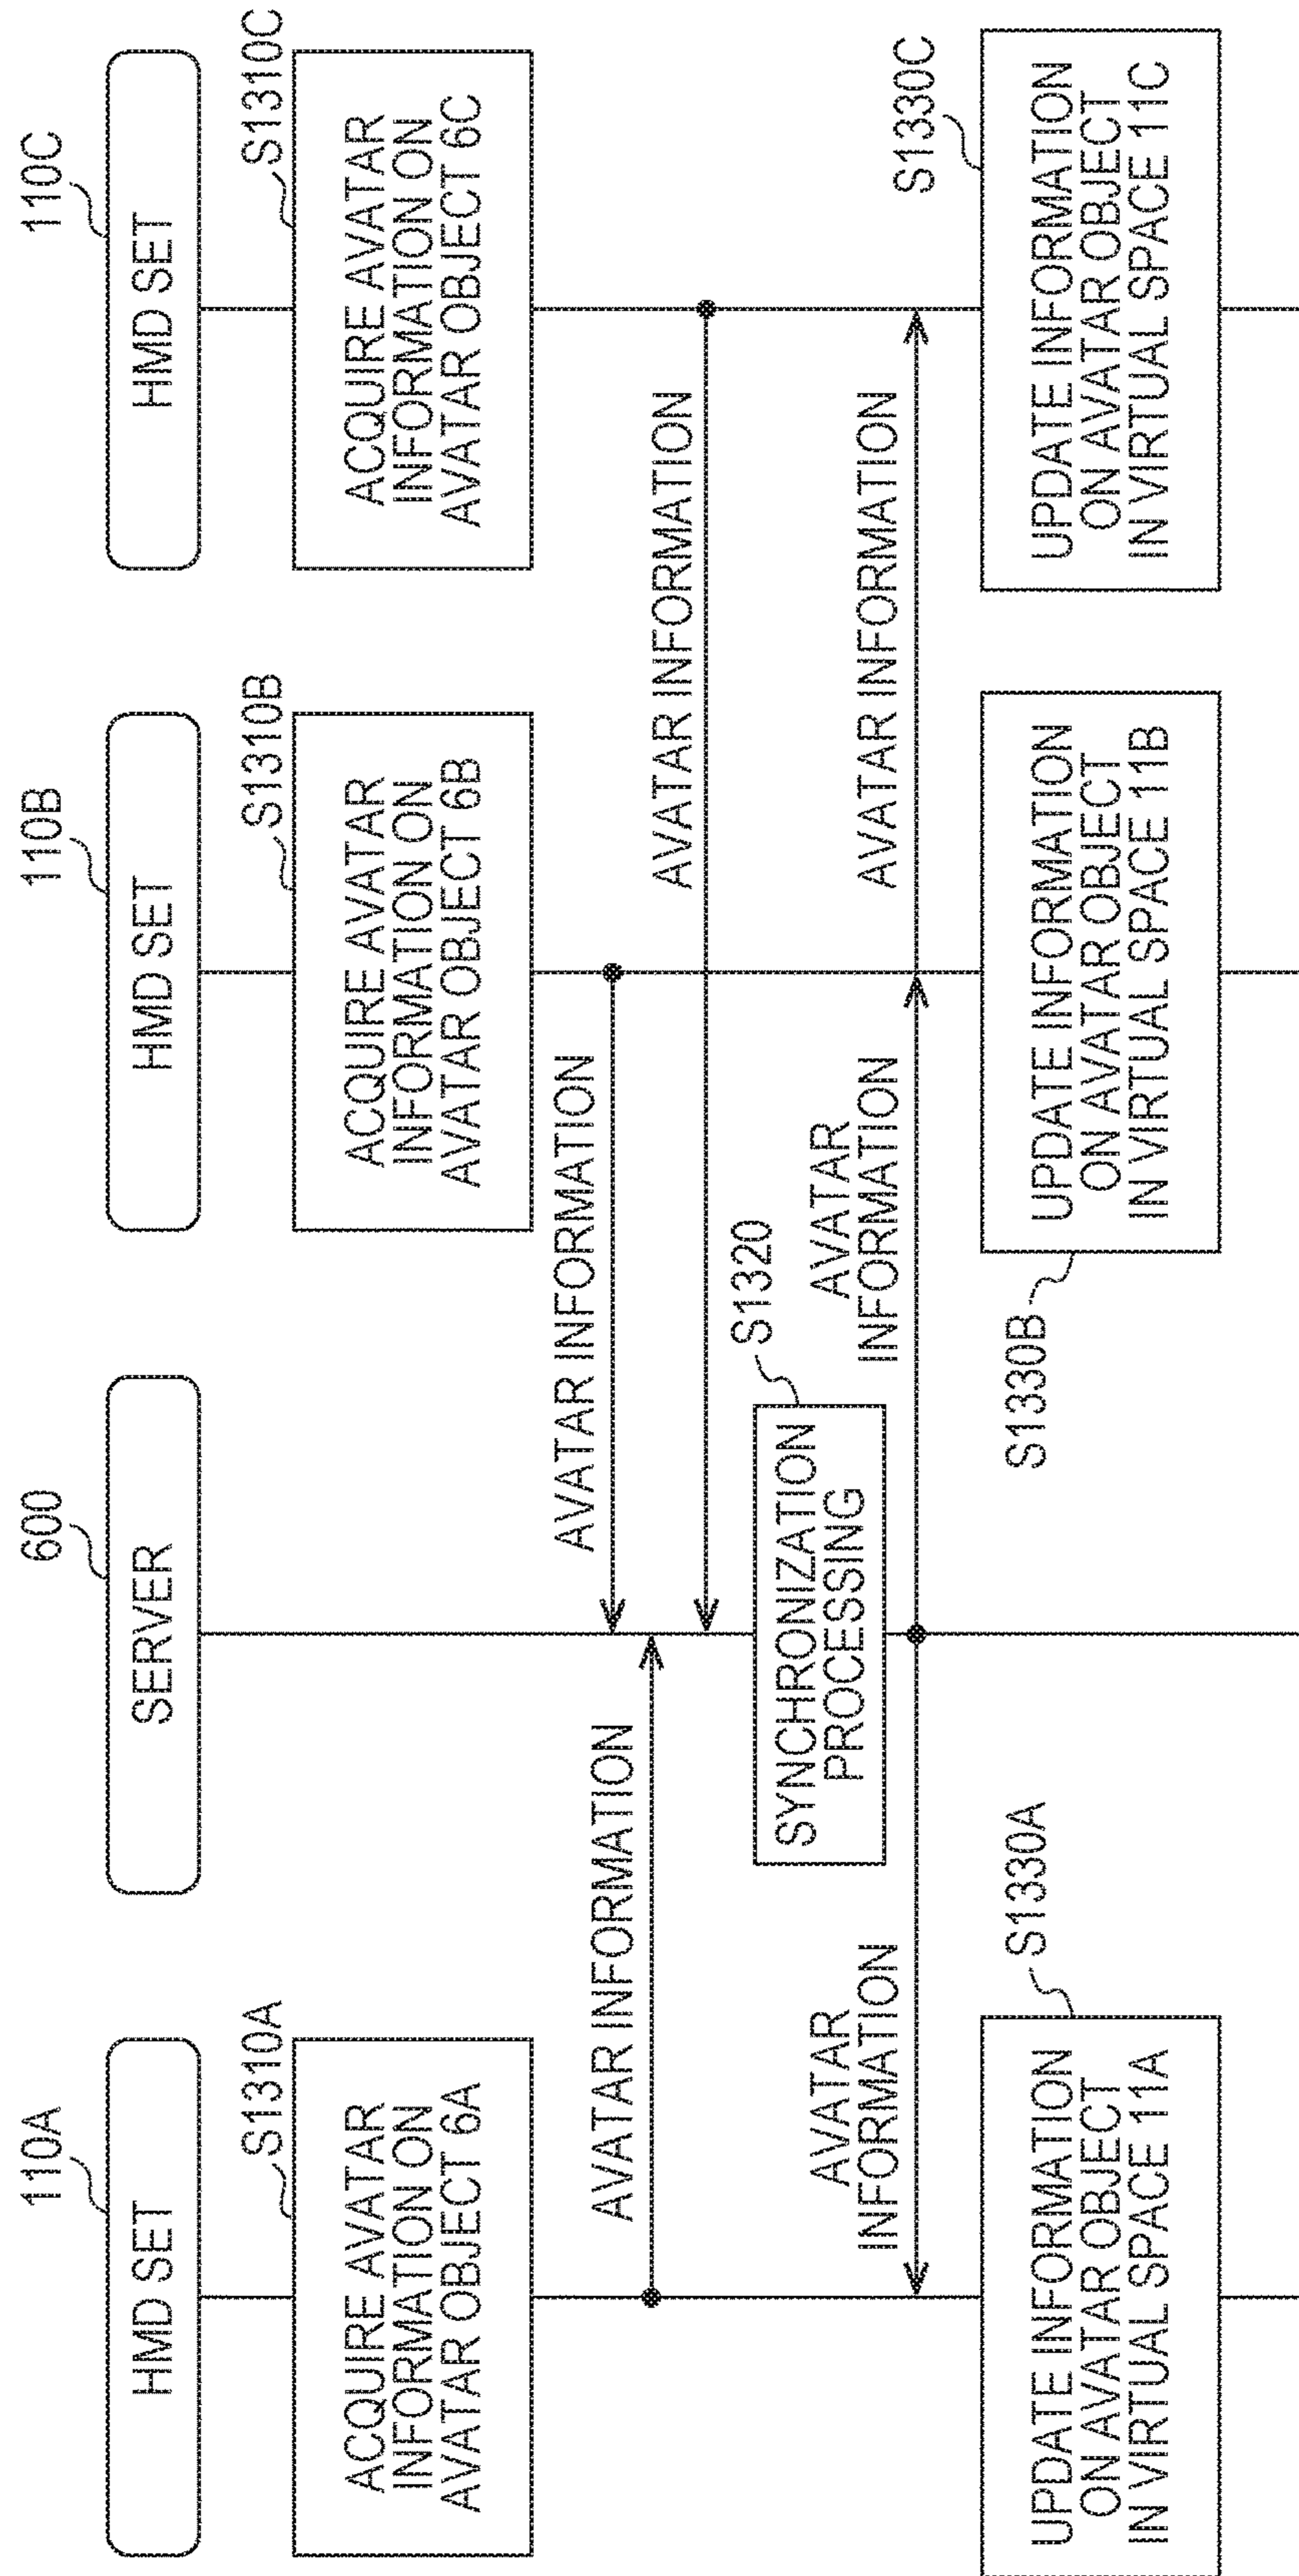 110A
600
110B
110C
HMD SET
SERVER
HMD SET
HMD SET
S1310A
S1310B
S1310C
ACQUIRE AVATAR
INFORMATION ON
AVATAR OBJECT 6A
ACQUIRE AVATAR
INFORMATION ON
AVATAR OBJECT 6B
ACQUIRE AVATAR
INFORMATION ON
AVATAR OBJECT 6C
AVATAR INFORMATION
AVATAR INFORMATION
AVATAR INFORMATION
S1320
SYNCHRONIZATION
PROCESSING
AVATAR
INFORMATION
AVATAR
INFORMATION
AVATAR INFORMATION
S1330A
S1330B
S1330C
UPDATE INFORMATION
ON AVATAR OBJECT
IN VIRTUAL SPACE 11A
UPDATE INFORMATION
ON AVATAR OBJECT
IN VIRTUAL SPACE 11B
UPDATE INFORMATION
ON AVATAR OBJECT
IN VIRTUAL SPACE 11C